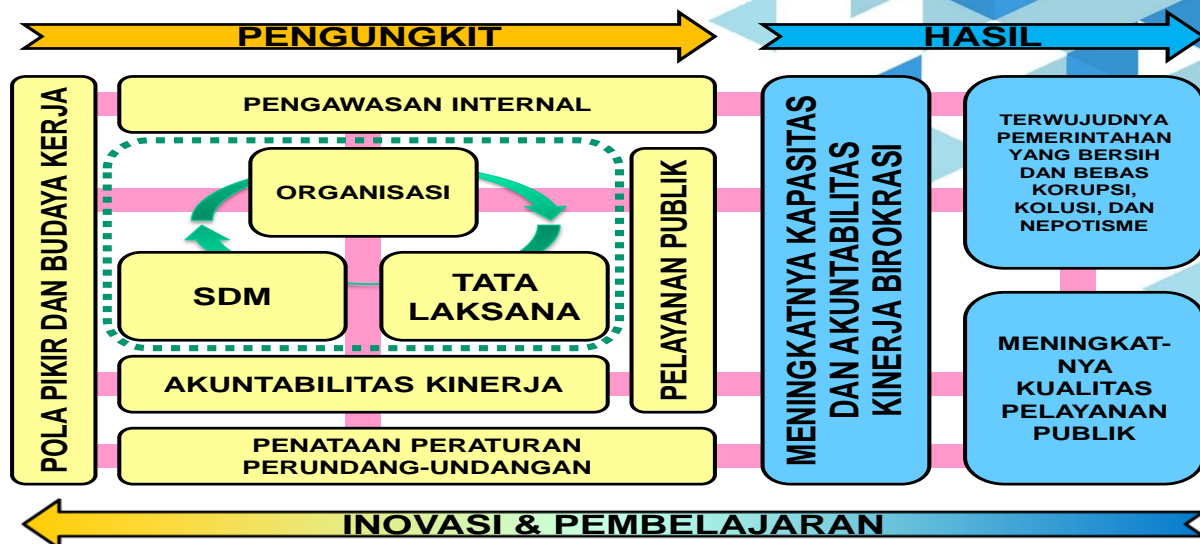 PENGUNGKIT
HASIL
POLA PIKIR DAN BUDAYA KERJA
PENGAWASAN INTERNAL
ORGANISASI
SDM
TATA
LAKSANA
AKUNTABILITAS KINERJA
PENATAAN PERATURAN
PERUNDANG-UNDANGAN
PELAYANAN PUBLIK
MENINGKATNYA KAPASITAS
DAN AKUNTABILITAS
KINERJA BIROKRASI
TERWUJUDNYA
PEMERINTAHAN
YANG BERSIH
DAN BEBAS
KORUPSI,
KOLUSI, DAN
NEPOTISME
MENINGKAT-
NYA
KUALITAS
PELAYANAN
PUBLIK
INOVASI & PEMBELAJARAN